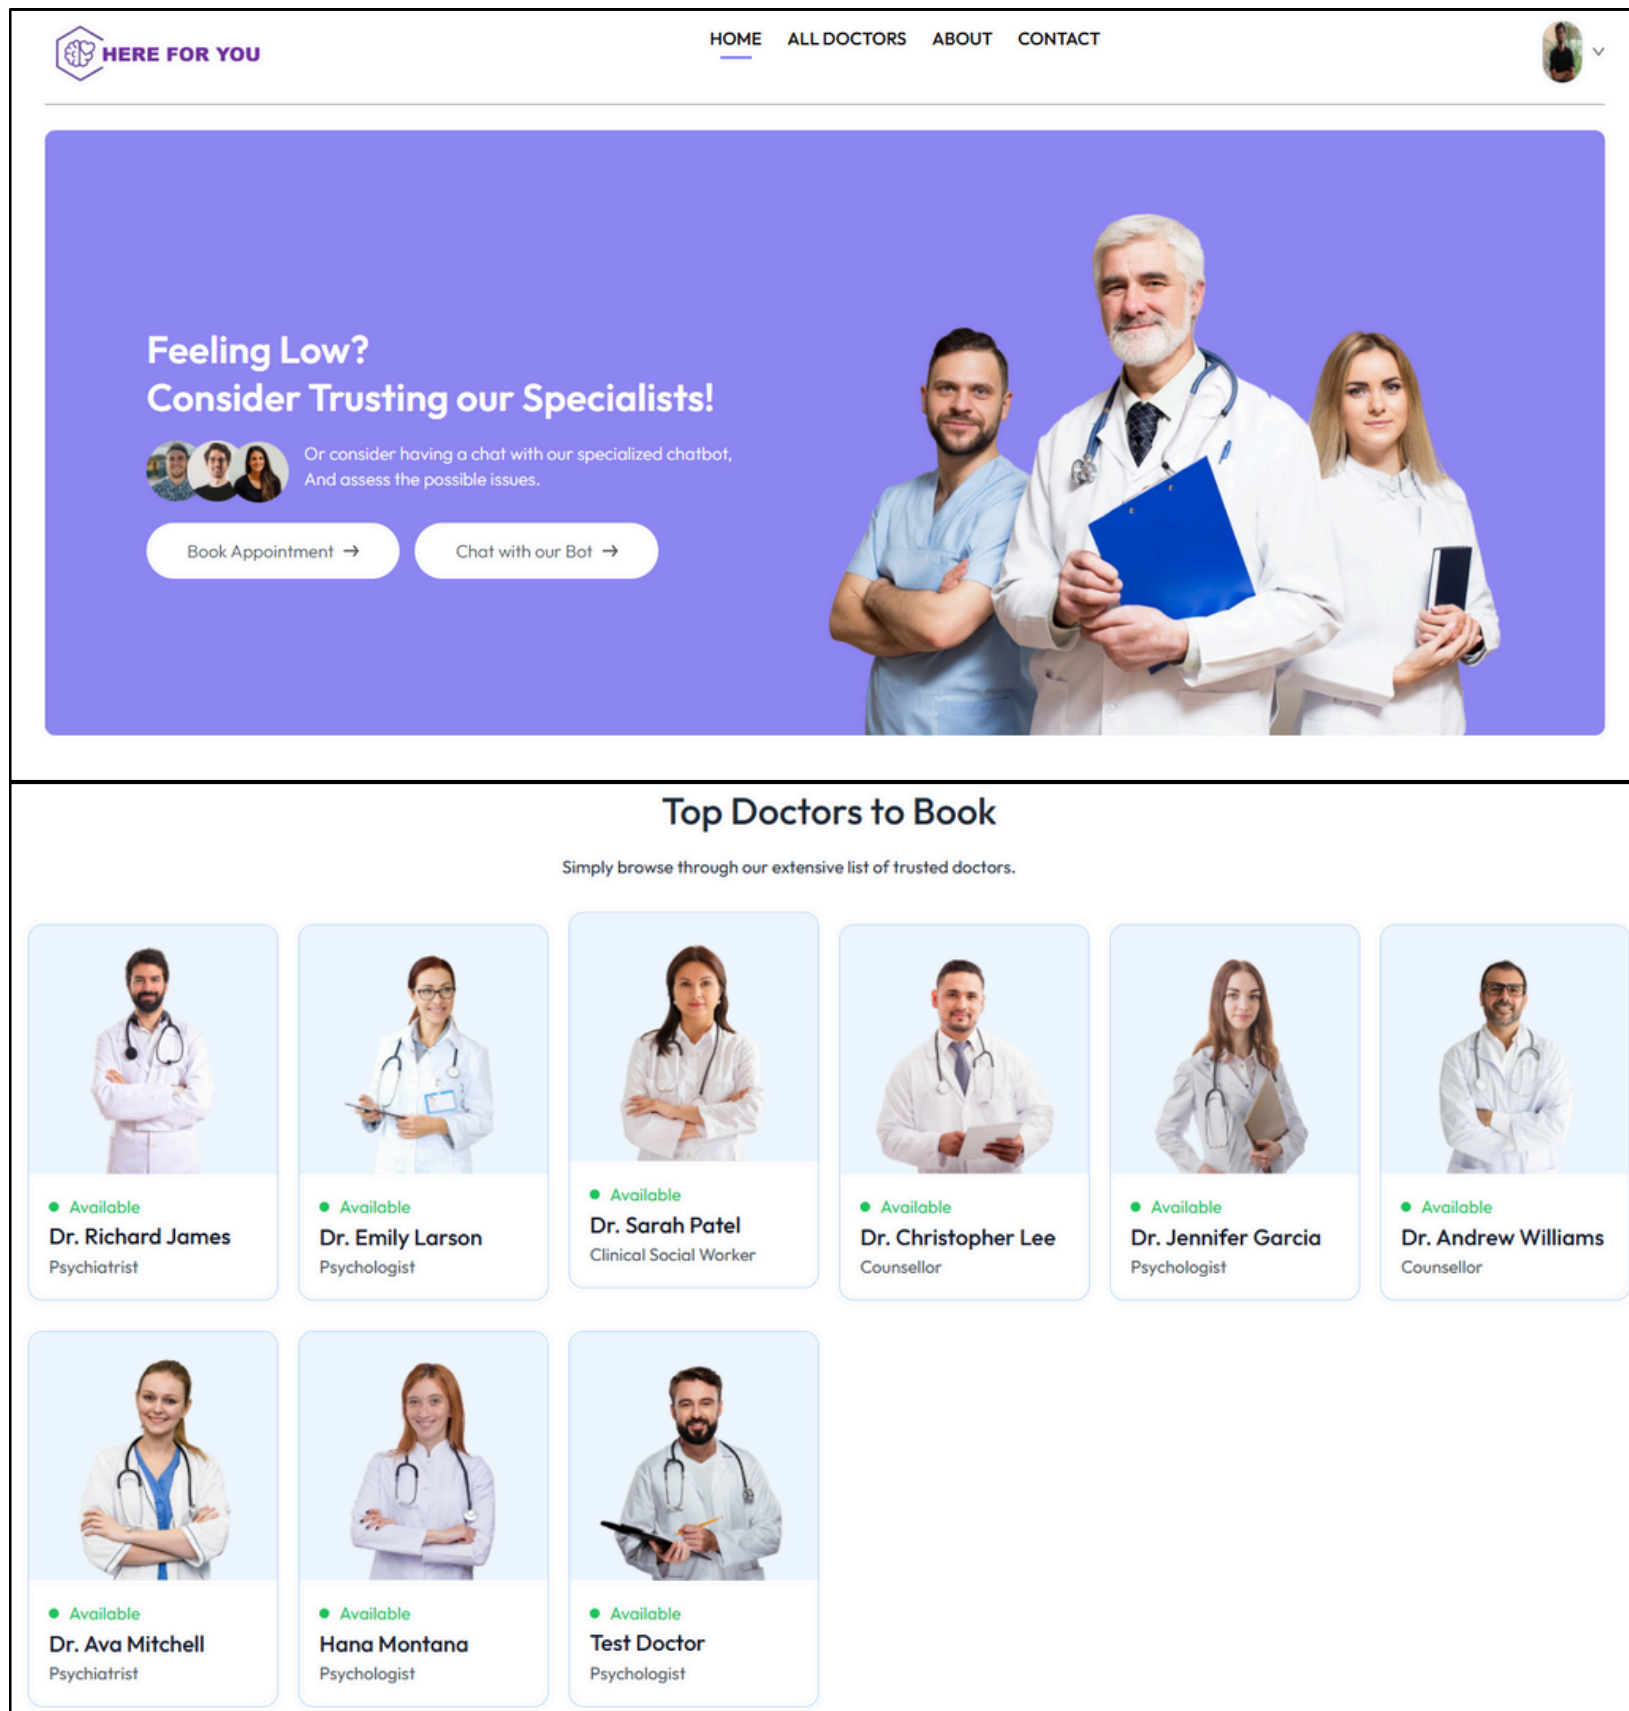 HERE FOR YOU
HOME ALL DOCTORS ABOUT CONTACT
Feeling Low?
Consider Trusting our Specialists!
Or consider having a chat with our specialized chatbot,
And assess the possible issues.
Book Appointment →
Chat with our Bot →
Top Doctors to Book
Simply browse through our extensive list of trusted doctors.
Available
Dr. Richard James
Psychiatrist
Available
Dr. Emily Larson
Psychologist
Available
Dr. Sarah Patel
Clinical Social Worker
Available
Dr. Christopher Lee
Counsellor
Available
Dr. Jennifer Garcia
Psychologist
Available
Dr. Andrew Williams
Counsellor
Available
Dr. Ava Mitchell
Psychiatrist
Available
Hana Montana
Psychologist
Available
Test Doctor
Psychologist